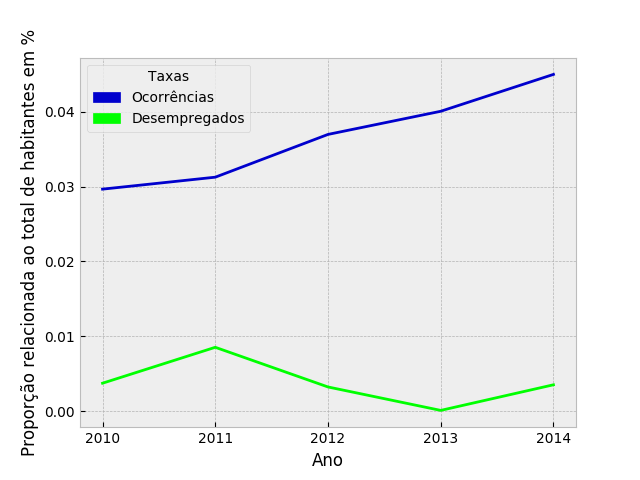 Proporção relacionada ao total de habitantes em %
Taxas
Ocorrências
Desempregados
0.04
0.03
0.02
0.01
0.00
2010 2011 2012 2013 2014
Ano